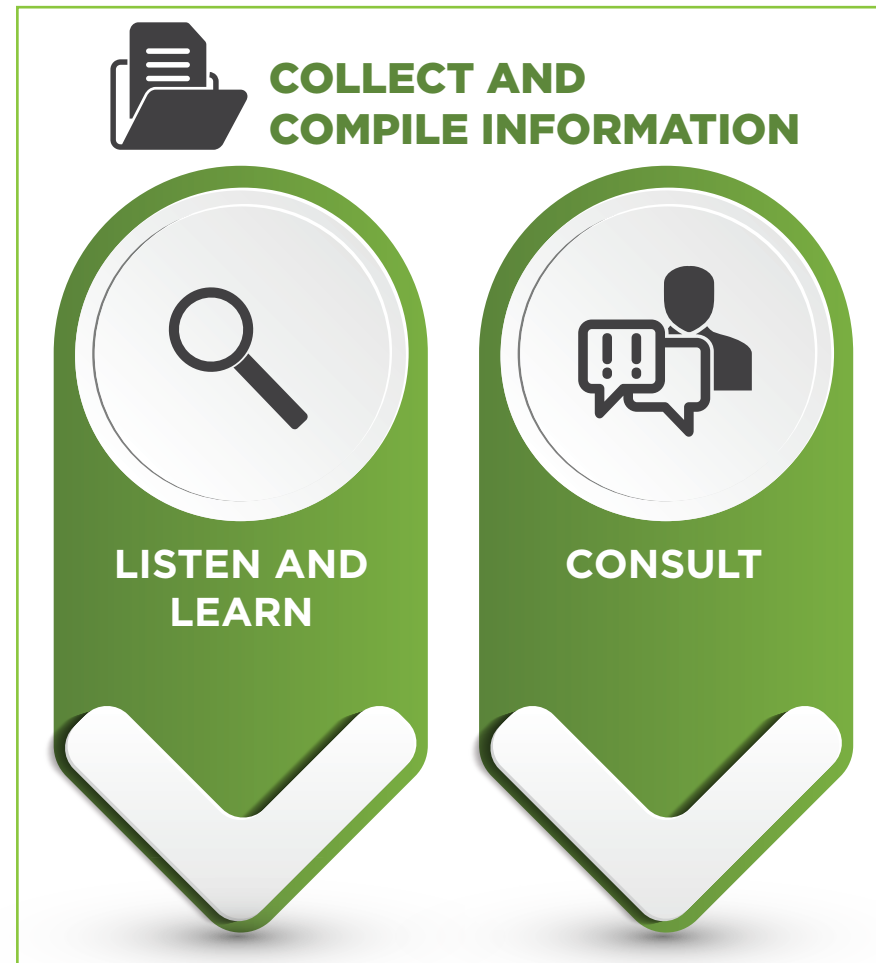 COLLECT AND
COMPILE INFORMATION
LISTEN AND
LEARN
CONSULT